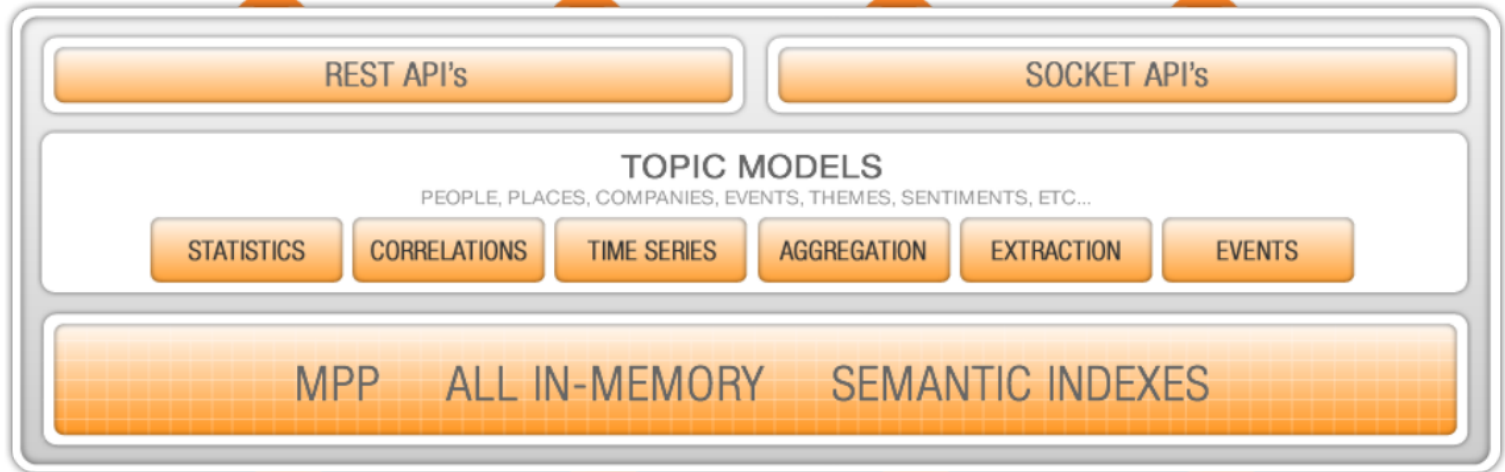 REST API's
SOCKET API's
TOPIC MODELS
PEOPLE, PLACES, COMPANIES, EVENTS, THEMES, SENTIMENTS, ETC...
STATISTICS
CORRELATIONS
TIME SERIES
AGGREGATION
EXTRACTION
EVENTS
MPP ALL IN-MEMORY SEMANTIC INDEXES